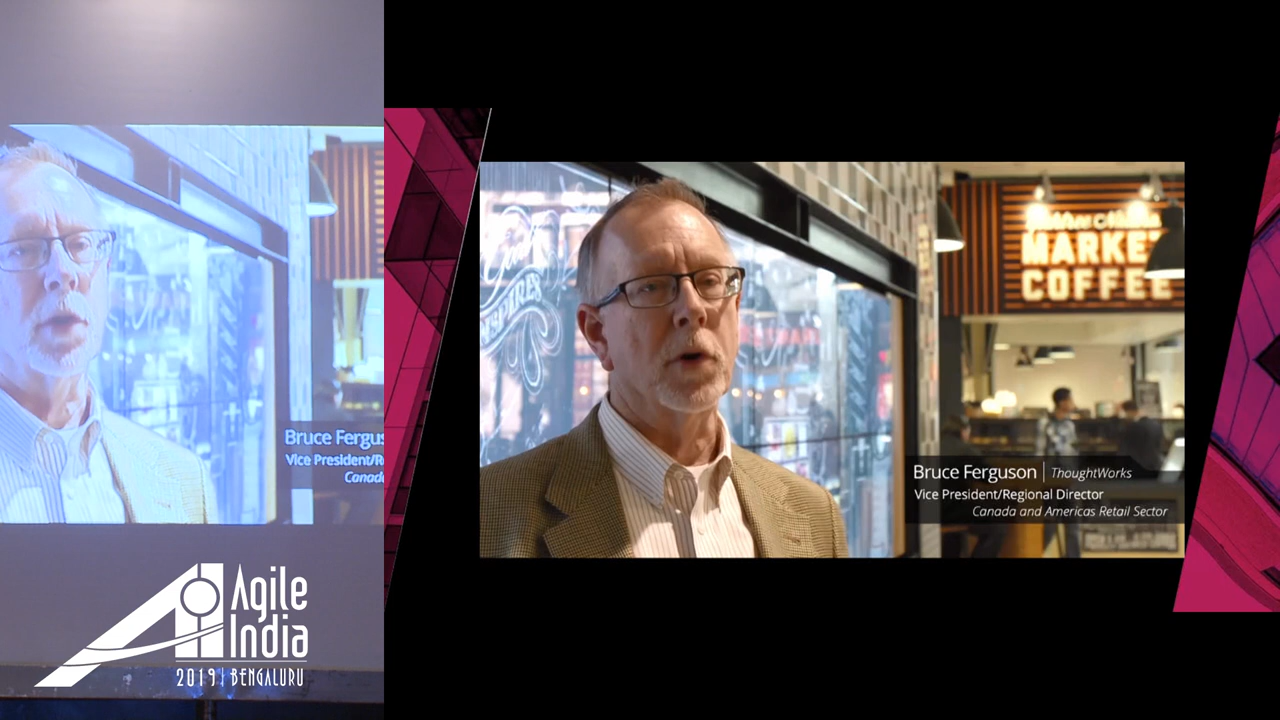 Bruce Fergus
Vice President/R
Canad
Agile
India
2019 | BENGALURU
MARKET
COFFEE
Bruce Ferguson | ThoughtWorks
Vice President/Regional Director
Canada and Americas Retail Sector